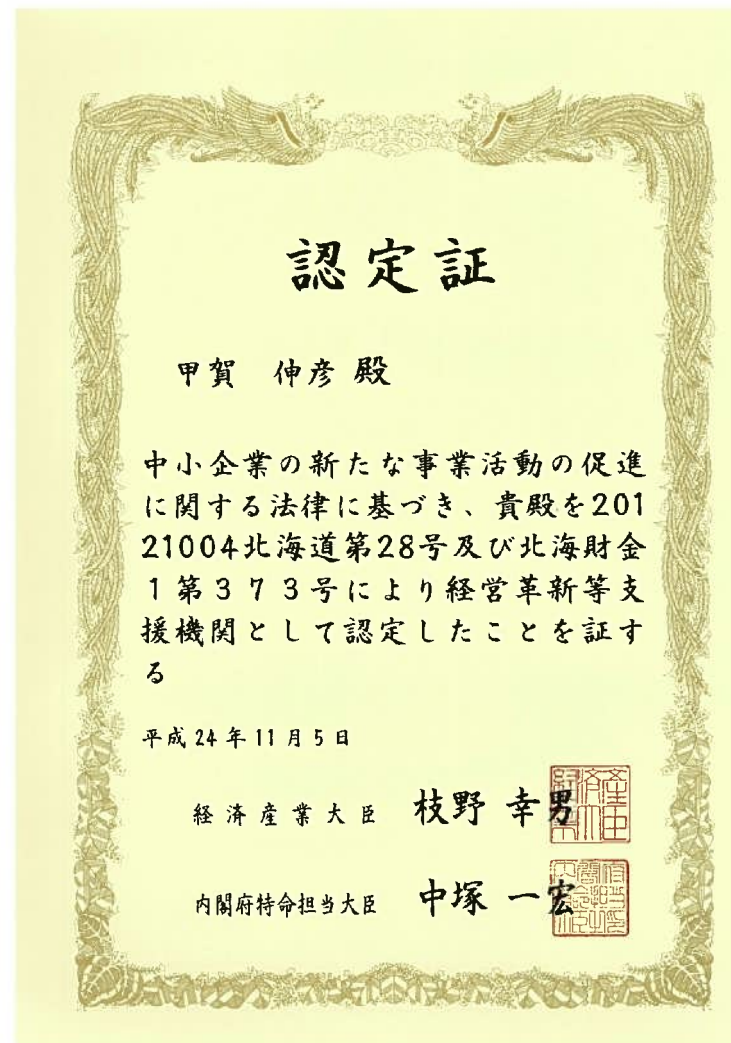 認定証
甲賀　伸彦 殿
中小企業の新たな事業活動の促進
に関する法律に基づき、貴殿を201
21004北海道第28号及び北海財金
１第３７３号により経営革新等支
援機関として認定したことを証す
る
平成24年11月5日
経済産業大臣　枝野 幸男
内閣府特命担当大臣　中塚 一宏